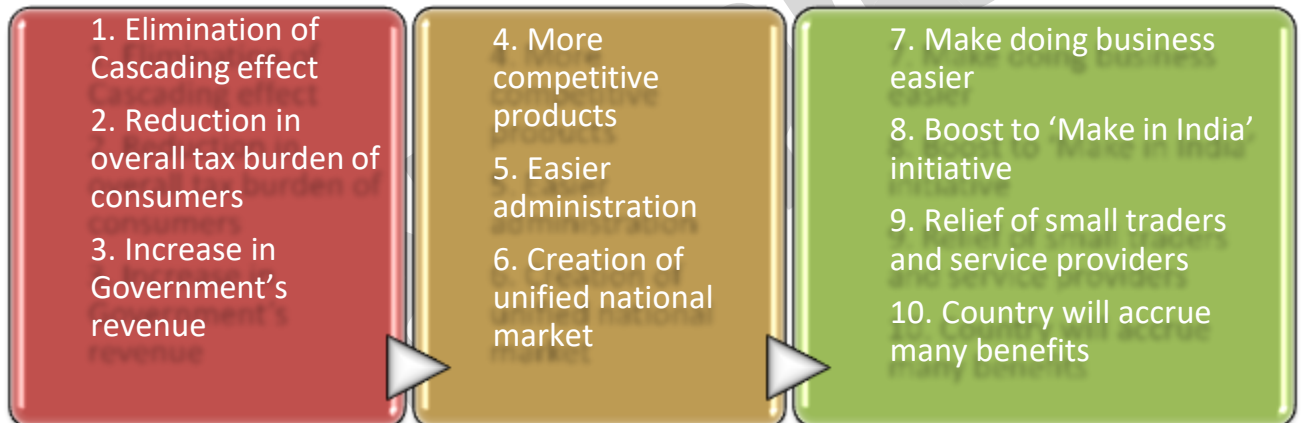 1. Elimination of
Cascading effect
2. Reduction in
overall tax burden of
consumers
3. Increase in
Government’s
revenue
4. More
competitive
products
5. Easier
administration
6. Creation of
unified national
market
7. Make doing business
easier
8. Boost to ‘Make in India’
initiative
9. Relief of small traders
and service providers
10. Country will accrue
many benefits